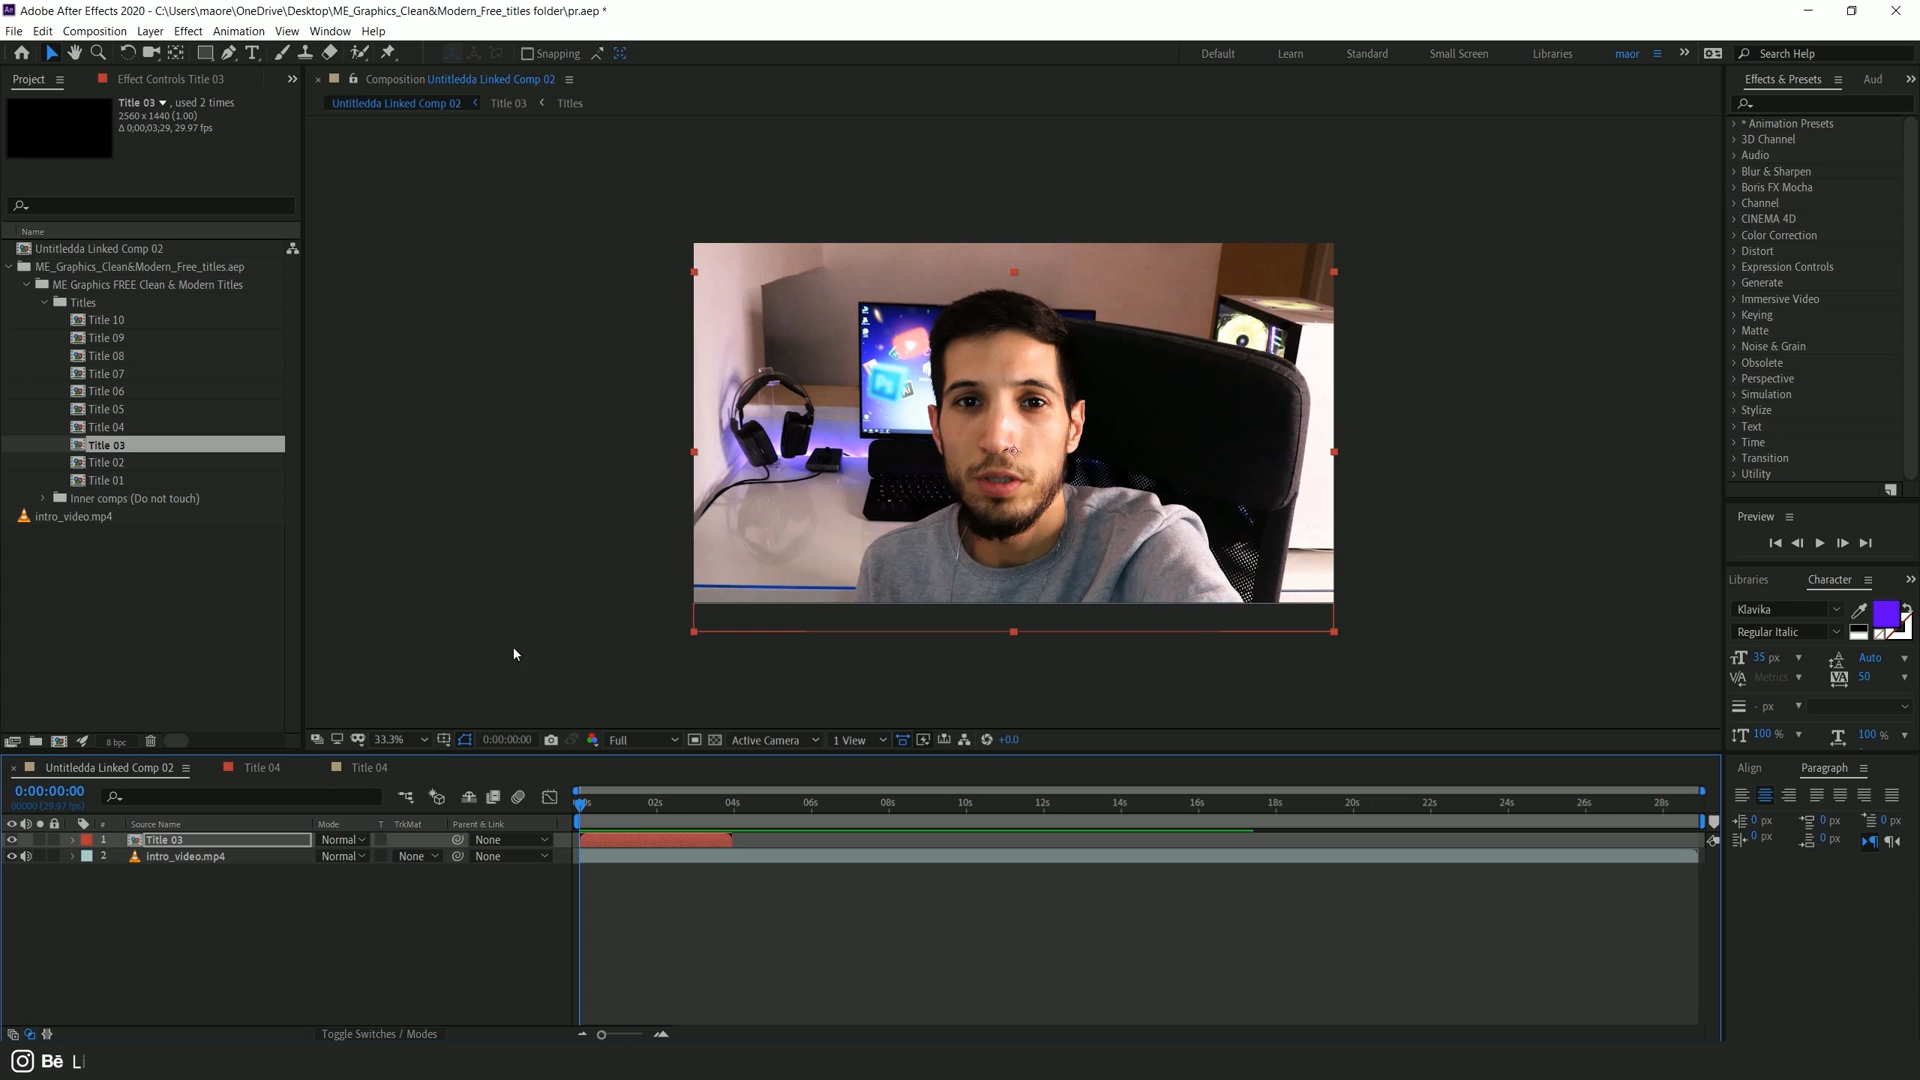 Adobe After Effects 2020 - C:\Users\maore\OneDrive\Desktop\ME_Graphics_Clean&Modern_Free_titles folder\pr.aep *
File Edit Composition Layer Effect Animation View Window Help
Snapping Default Learn Standard Small Screen Libraries maor Search Help
Project Effect Controls Title 03
Composition Untitledda Linked Comp 02
Effects & Presets Aud
Title 03 , used 2 times
2560 x 1440 (1.00)
Δ 0;00;03;29, 29.97 fps
Untitledda Linked Comp 02 Title 03 Titles
Name
Untitledda Linked Comp 02
ME_Graphics_Clean&Modern_Free_titles.aep
ME Graphics FREE Clean & Modern Titles
Titles
Title 10
Title 09
Title 08
Title 07
Title 06
Title 05
Title 04
Title 03
Title 02
Title 01
Inner comps (Do not touch)
intro_video.mp4
* Animation Presets
3D Channel
Audio
Blur & Sharpen
Boris FX Mocha
Channel
CINEMA 4D
Color Correction
Distort
Expression Controls
Generate
Immersive Video
Keying
Matte
Noise & Grain
Obsolete
Perspective
Simulation
Stylize
Text
Time
Transition
Utility
Preview
Libraries Character
Klavika
Regular Italic
35 px Auto
Metrics 50
- px
100 % 100 %
8 bpc
33.3% 0:00:00:00 Full Active Camera 1 View +0.0
Untitledda Linked Comp 02 Title 04 Title 04
Align Paragraph
0:00:00:00
00000 (29.97 fps)
02s 04s 06s 08s 10s 12s 14s 16s 18s 20s 22s 24s 26s 28s
0 px 0 px 0 px
0 px 0 px
# Source Name Mode T TrkMat Parent & Link
1 Title 03 Normal None
2 intro_video.mp4 Normal None None
Toggle Switches / Modes
Bē Li